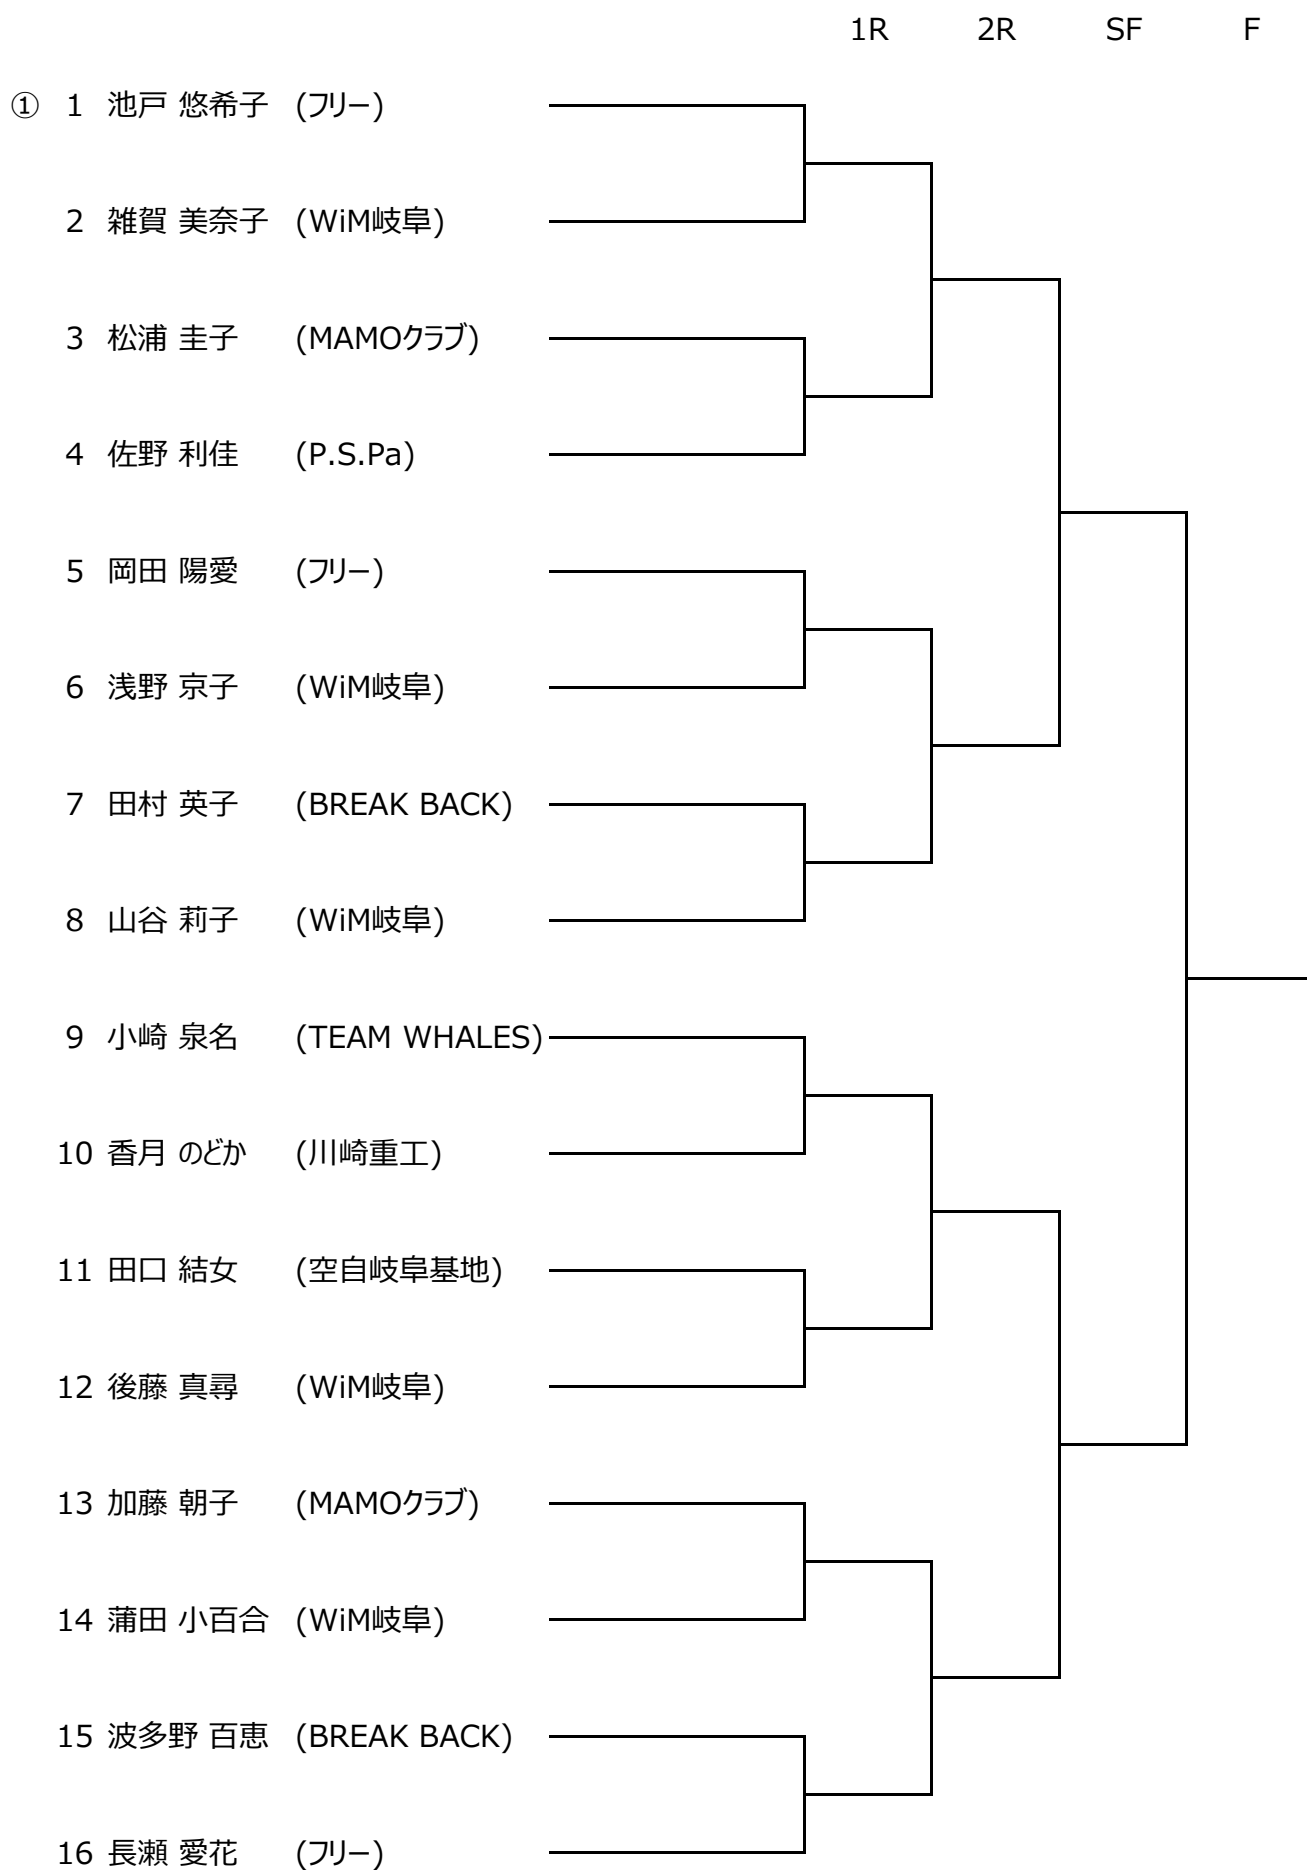 1R 2R SF F
① 1 池戸 悠希子 (フリー)
2 雑賀 美奈子 (WiM岐阜)
3 松浦 圭子 (MAMOクラブ)
4 佐野 利佳 (P.S.Pa)
5 岡田 陽愛 (フリー)
6 浅野 京子 (WiM岐阜)
7 田村 英子 (BREAK BACK)
8 山谷 莉子 (WiM岐阜)
9 小崎 泉名 (TEAM WHALES)
10 香月 のどか (川崎重工)
11 田口 結女 (空自岐阜基地)
12 後藤 真尋 (WiM岐阜)
13 加藤 朝子 (MAMOクラブ)
14 蒲田 小百合 (WiM岐阜)
15 波多野 百恵 (BREAK BACK)
16 長瀬 愛花 (フリー)